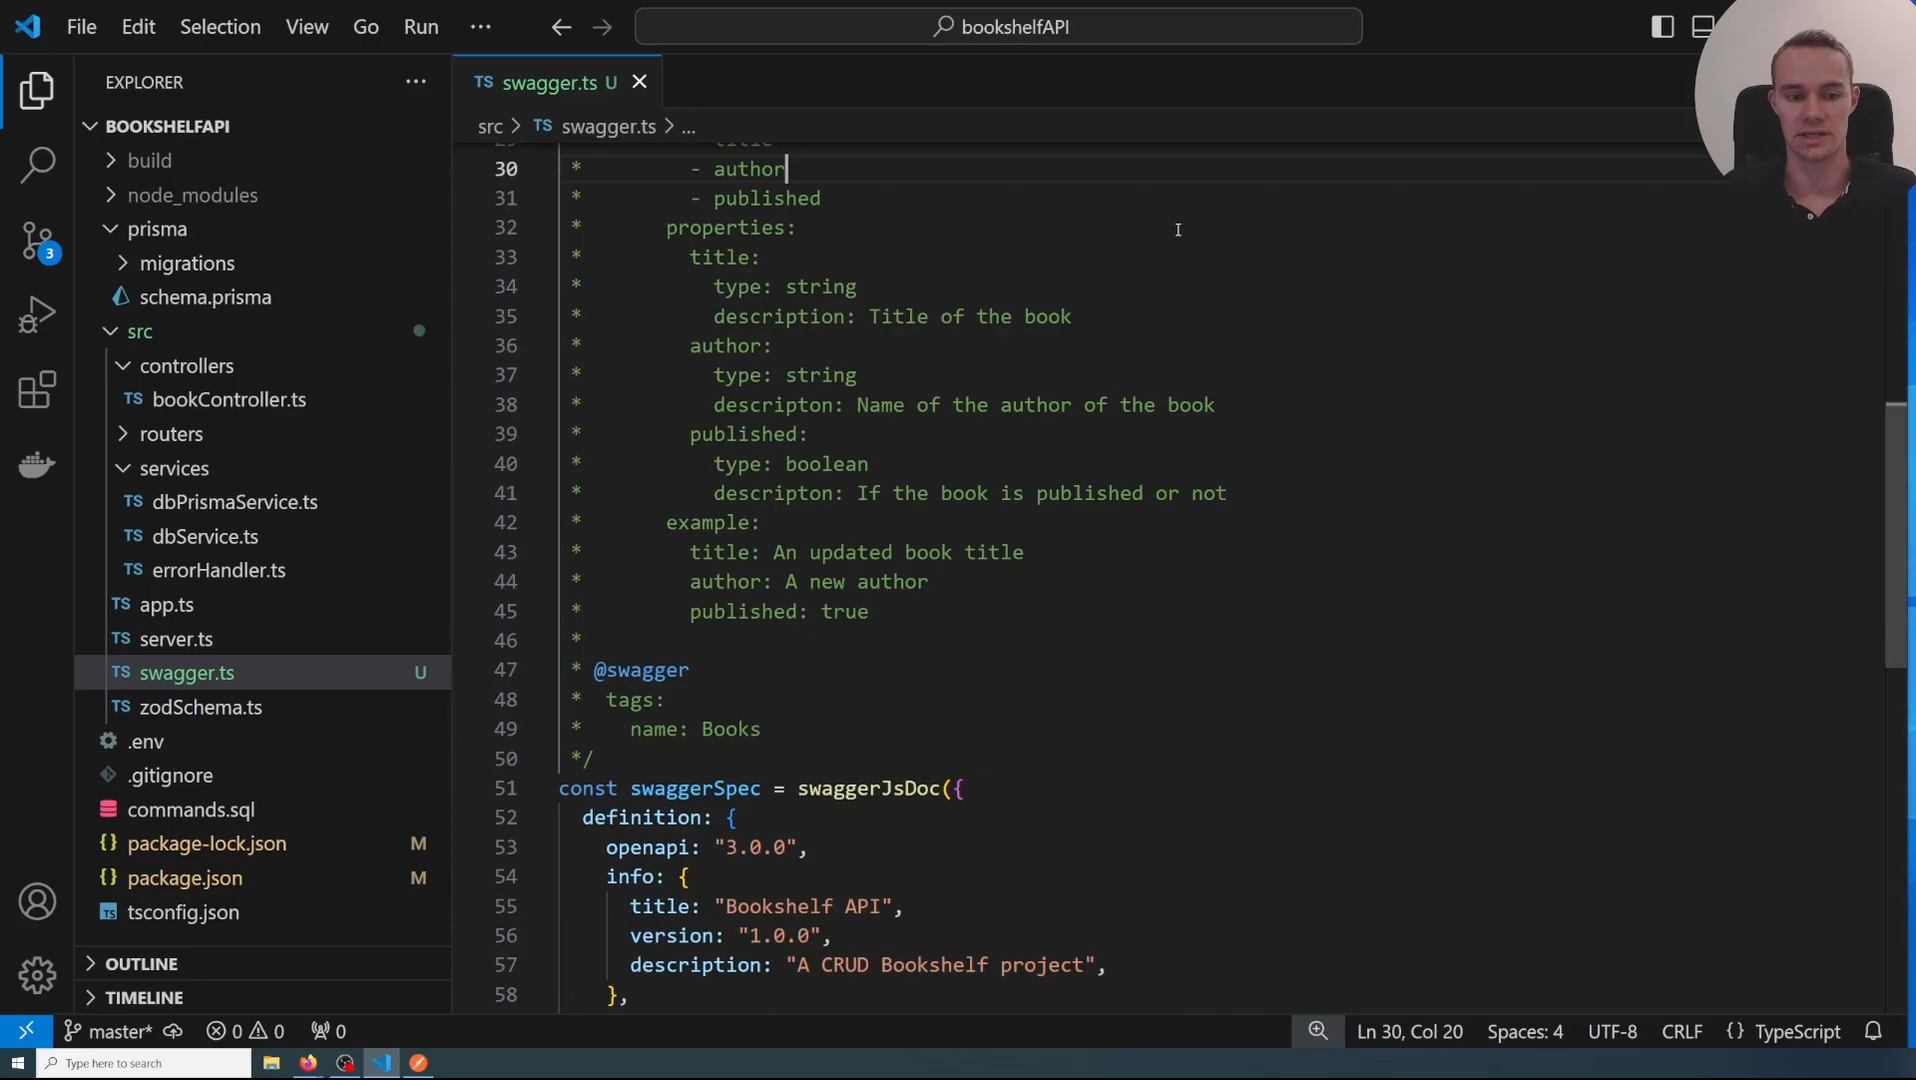 File Edit Selection View Go Run ··· bookshelfAPI
EXPLORER ···
BOOKSHELFAPI
build
node_modules
prisma
migrations
schema.prisma
src
controllers
TS bookController.ts
routers
services
TS dbPrismaService.ts
TS dbService.ts
TS errorHandler.ts
TS app.ts
TS server.ts
TS swagger.ts U
TS zodSchema.ts
.env
.gitignore
commands.sql
{} package-lock.json M
{} package.json M
TS tsconfig.json
OUTLINE
TIMELINE
3
TS swagger.ts U
src > TS swagger.ts > ...
29 * - title
30 * - author
31 * - published
32 * properties:
33 * title:
34 * type: string
35 * description: Title of the book
36 * author:
37 * type: string
38 * descripton: Name of the author of the book
39 * published:
40 * type: boolean
41 * descripton: If the book is published or not
42 * example:
43 * title: An updated book title
44 * author: A new author
45 * published: true
46 *
47 * @swagger
48 * tags:
49 * name: Books
50 */
51 const swaggerSpec = swaggerJsDoc({
52 definition: {
53 openapi: "3.0.0",
54 info: {
55 title: "Bookshelf API",
56 version: "1.0.0",
57 description: "A CRUD Bookshelf project",
58 },
master* 0 0 0 Ln 30, Col 20 Spaces: 4 UTF-8 CRLF {} TypeScript
Type here to search